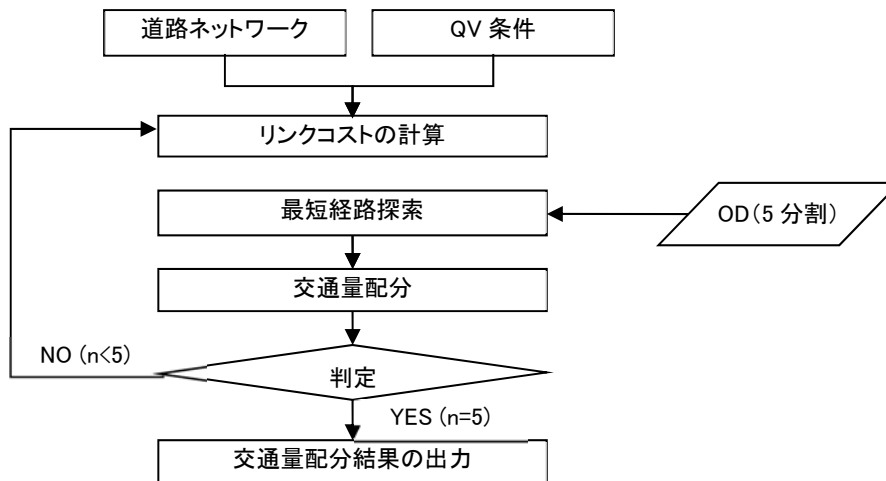 道路ネットワーク
QV 条件
リンクコストの計算
最短経路探索
OD(5 分割)
交通量配分
NO (n<5)
判定
YES (n=5)
交通量配分結果の出力